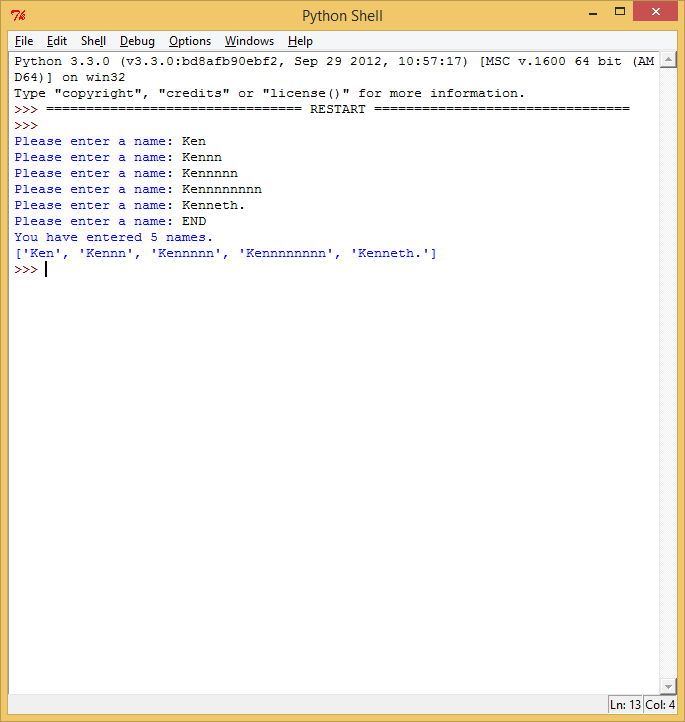 Python Shell
File Edit Shell Debug Options Windows Help
Python 3.3.0 (v3.3.0:bd8afb90ebf2, Sep 29 2012, 10:57:17) [MSC v.1600 64 bit (AM
D64)] on win32
Type "copyright", "credits" or "license()" for more information.
>>> ================================ RESTART ================================
>>>
Please enter a name: Ken
Please enter a name: Kennn
Please enter a name: Kennnnn
Please enter a name: Kennnnnnnn
Please enter a name: Kenneth.
Please enter a name: END
You have entered 5 names.
['Ken', 'Kennn', 'Kennnnn', 'Kennnnnnnn', 'Kenneth.']
>>>
Ln: 13 Col: 4